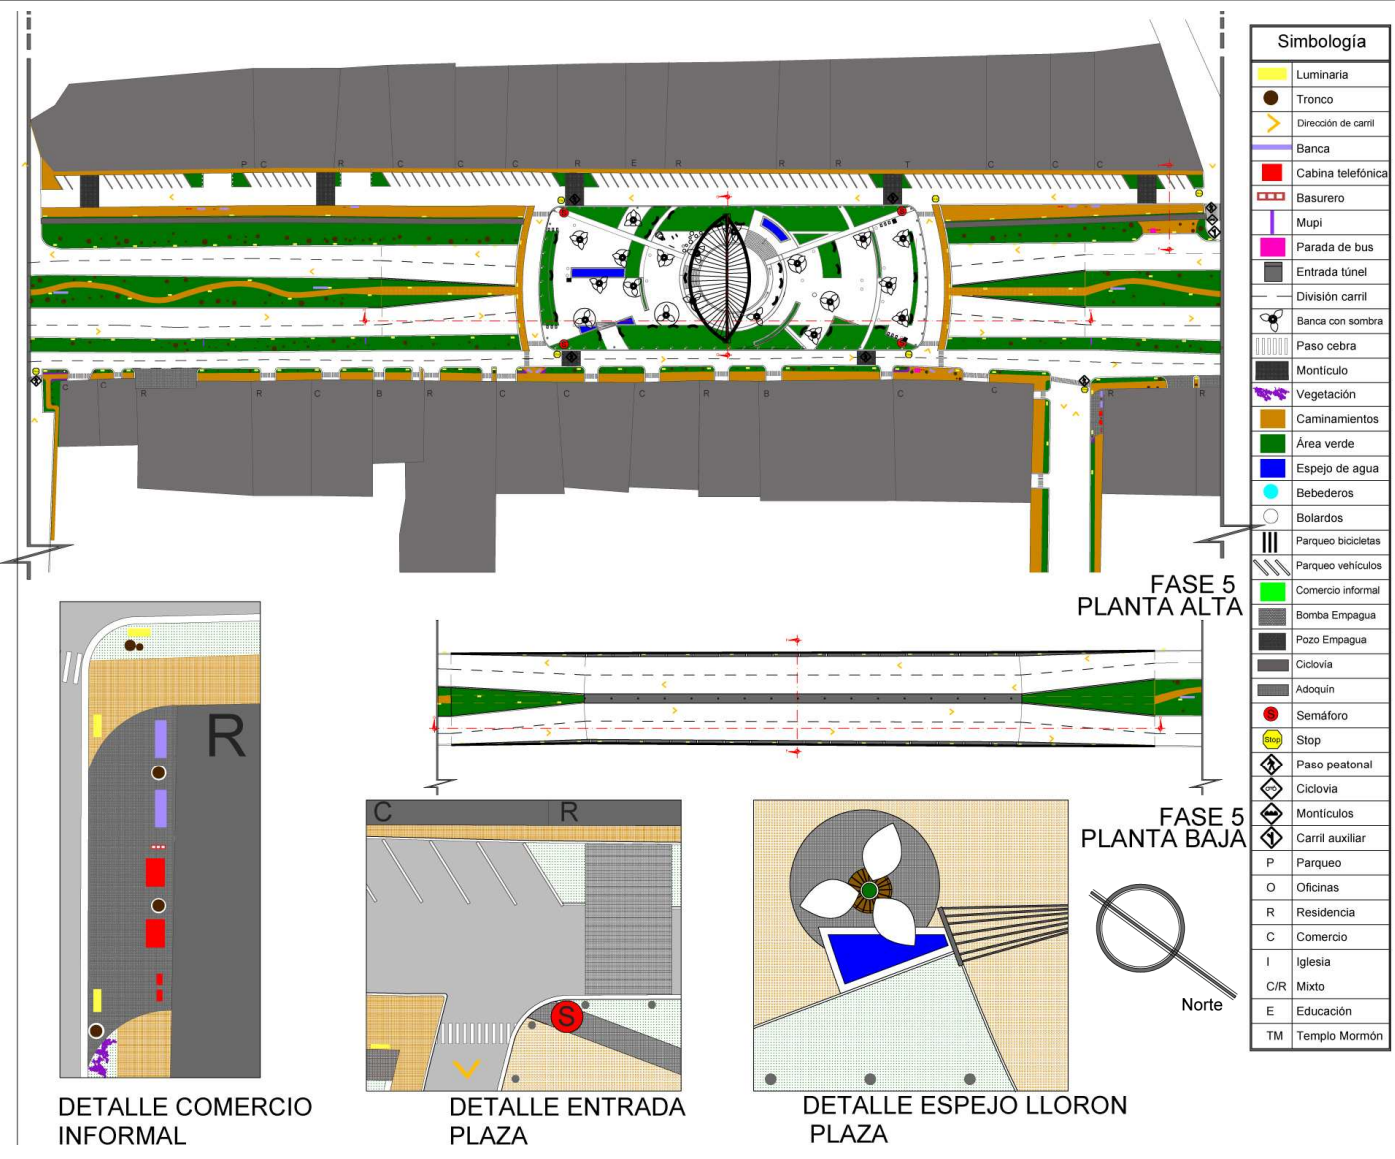 Simbología
Luminaria
Tronco
Dirección de carril
Banca
Cabina telefónica
Basurero
Mupi
Parada de bus
Entrada túnel
División carril
Banca con sombra
Paso cebra
Montículo
Vegetación
Caminamientos
Área verde
Espejo de agua
Bebederos
Bolardos
Parqueo bicicletas
Parqueo vehículos
Comercio informal
Bomba Empagua
Pozo Empagua
Ciclovía
Adoquín
S Semáforo
Stop Stop
Paso peatonal
Ciclovia
Montículos
Carril auxiliar
P Parqueo
O Oficinas
R Residencia
C Comercio
I Iglesia
C/R Mixto
E Educación
TM Templo Mormón
P C R C C C R E R R R T C C C
C C R R C B R C C C R B C C R R
FASE 5
PLANTA ALTA
FASE 5
PLANTA BAJA
R
DETALLE COMERCIO
INFORMAL
C R
S
DETALLE ENTRADA
PLAZA
DETALLE ESPEJO LLORON
PLAZA
Norte